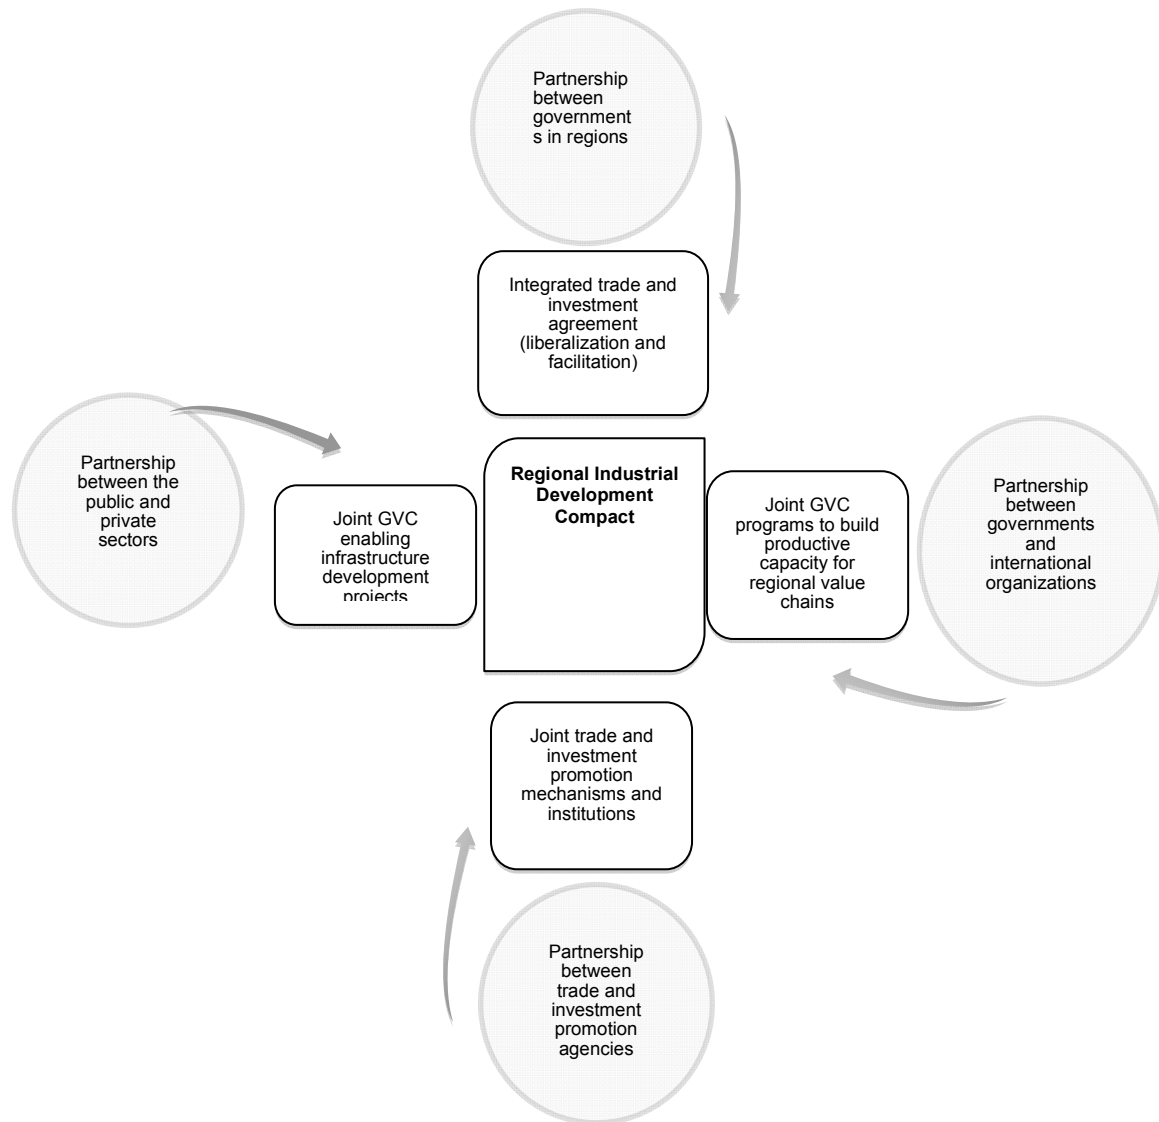 Partnership
between
government
s in regions
Integrated trade and
investment
agreement
(liberalization and
facilitation)
Partnership
between the
public and
private
sectors
Joint GVC
enabling
infrastructure
development
projects
Regional Industrial
Development
Compact
Joint GVC
programs to build
productive
capacity for
regional value
chains
Partnership
between
governments
and
international
organizations
Joint trade and
investment
promotion
mechanisms and
institutions
Partnership
between
trade and
investment
promotion
agencies